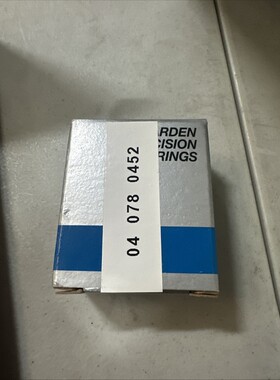 ARDEN
CISION
RINGS
04 078 0452